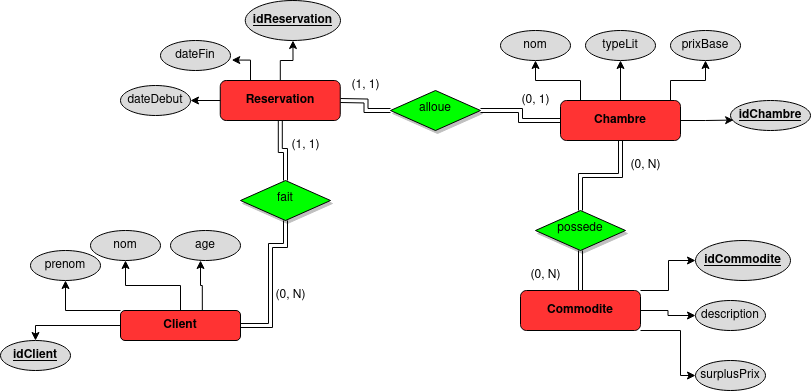 idReservation
dateFin
dateDebut
Reservation
(1, 1)
alloue
(0, 1)
nom
typeLit
prixBase
Chambre
idChambre
(1, 1)
(0, N)
fait
possede
nom
age
prenom
(0, N)
(0, N)
Client
idClient
Commodite
idCommodite
description
surplusPrix